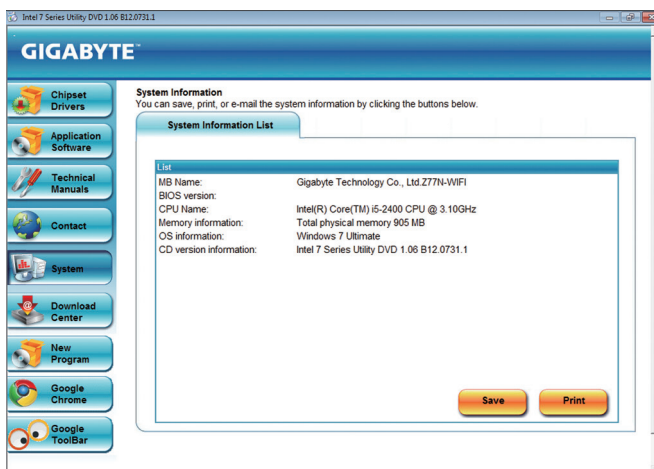 Intel 7 Series Utility DVD 1.06 B12.0731.1
GIGABYTE™
Chipset
Drivers
Application
Software
Technical
Manuals
Contact
System
Download
Center
New
Program
Google
Chrome
Google
ToolBar
System Information
You can save, print, or e-mail the system information by clicking the buttons below.
System Information List
List
MB Name: Gigabyte Technology Co., Ltd.Z77N-WIFI
BIOS version:
CPU Name: Intel(R) Core(TM) i5-2400 CPU @ 3.10GHz
Memory information: Total physical memory 905 MB
OS information: Windows 7 Ultimate
CD version information: Intel 7 Series Utility DVD 1.06 B12.0731.1
Save Print